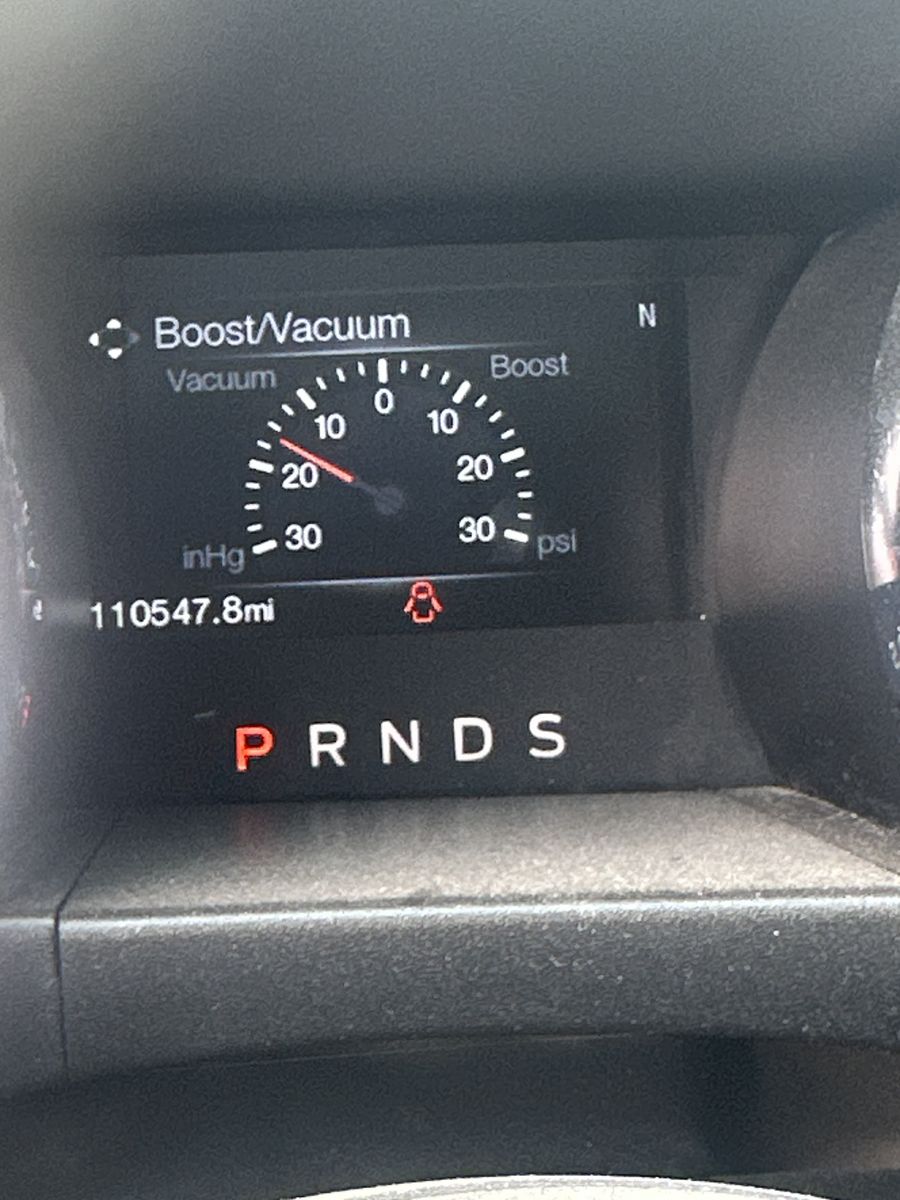 Boost/Vacuum N
Vacuum Boost
0
10 10
20 20
30 30
inHg psi
110547.8mi
P R N D S